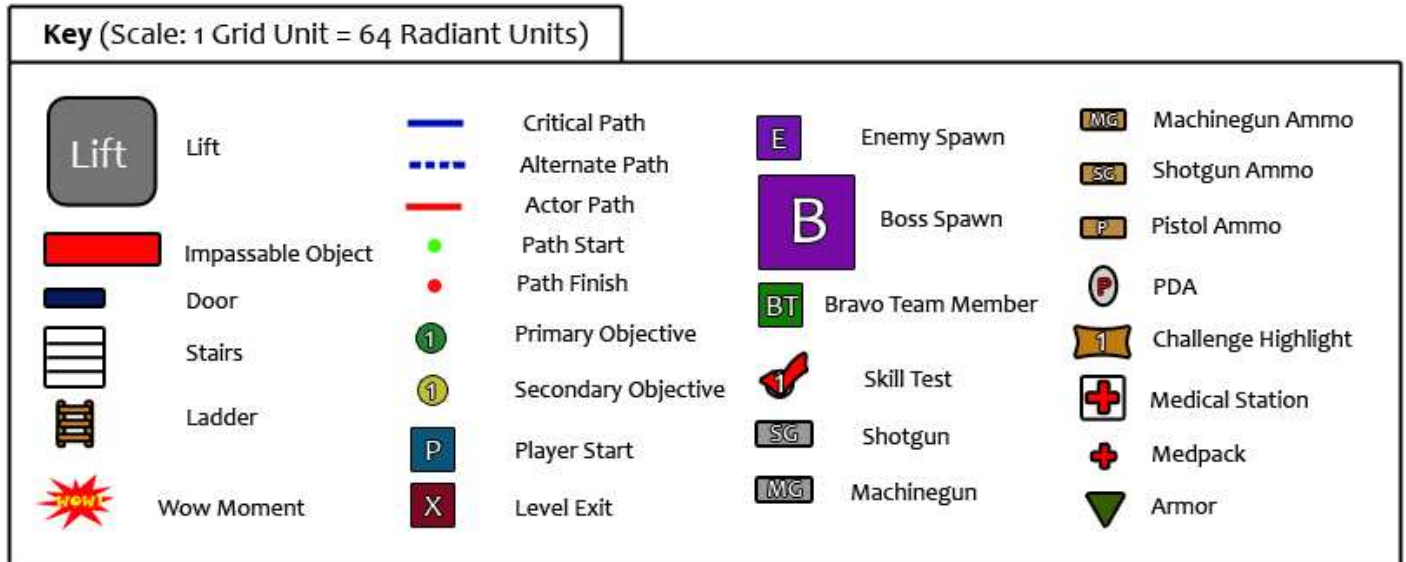 Key (Scale: 1 Grid Unit = 64 Radiant Units)
Lift Lift
Impassable Object
Door
Stairs
Ladder
WOW! Wow Moment
Critical Path
Alternate Path
Actor Path
Path Start
Path Finish
1 Primary Objective
1 Secondary Objective
P Player Start
X Level Exit
E Enemy Spawn
B Boss Spawn
BT Bravo Team Member
1 Skill Test
SG Shotgun
MG Machinegun
MG Machinegun Ammo
SG Shotgun Ammo
P Pistol Ammo
P PDA
1 Challenge Highlight
Medical Station
Medpack
Armor